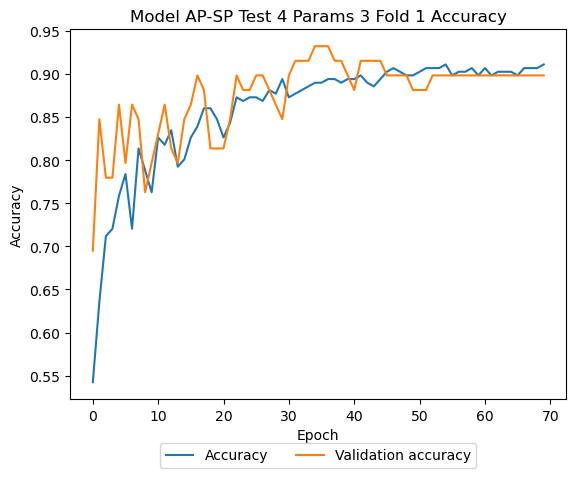 Model AP-SP Test 4 Params 3 Fold 1 Accuracy
0.95
0.90
0.85
0.80
0.75
0.70
0.65
0.60
0.55
Accuracy
0 10 20 30 40 50 60 70
Epoch
Accuracy Validation accuracy